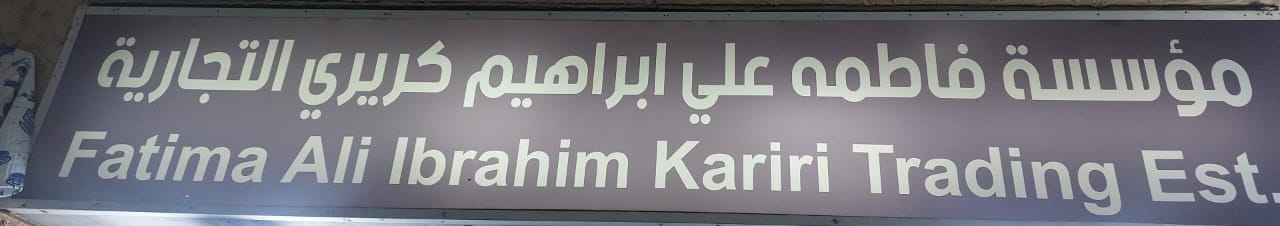 مؤسسة فاطمه علي ابراهيم كريري التجارية
Fatima Ali Ibrahim Kariri Trading Est.